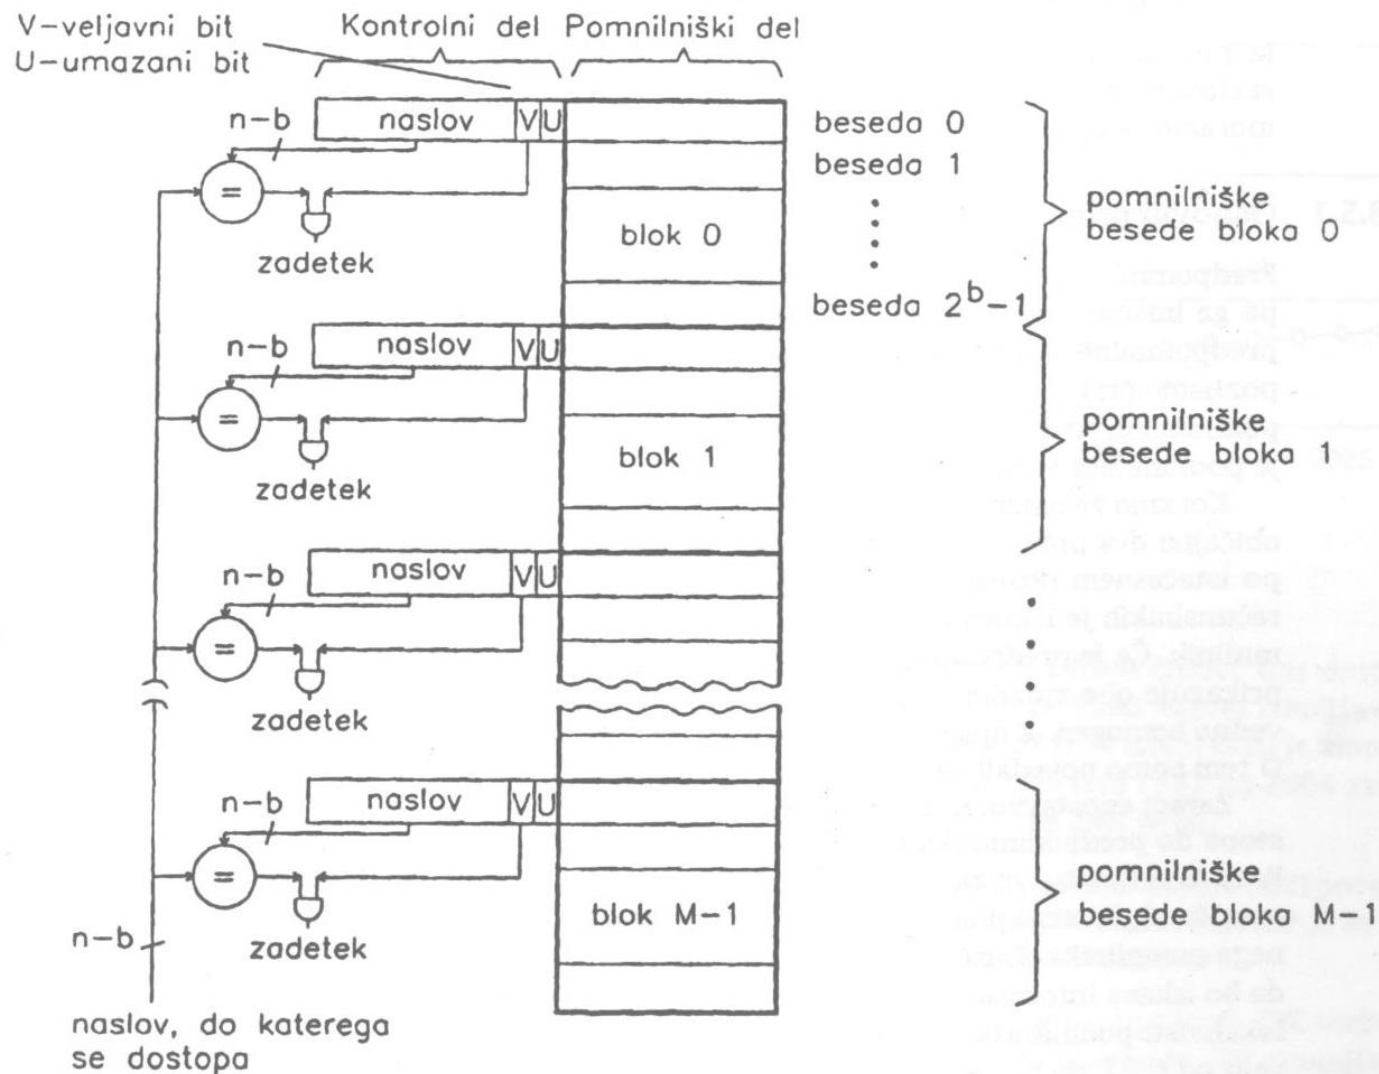 V-veljavni bit
U-umazani bit
Kontrolni del
Pomnilniški del
n-b
naslov
V
U
=
zadetek
beseda 0
beseda 1
blok 0
beseda 2^b-1
pomnilniške
besede bloka 0
n-b
naslov
V
U
=
zadetek
blok 1
pomnilniške
besede bloka 1
n-b
naslov
V
U
=
zadetek
n-b
naslov
V
U
=
zadetek
blok M-1
pomnilniške
besede bloka M-1
n-b
naslov, do katerega
se dostopa